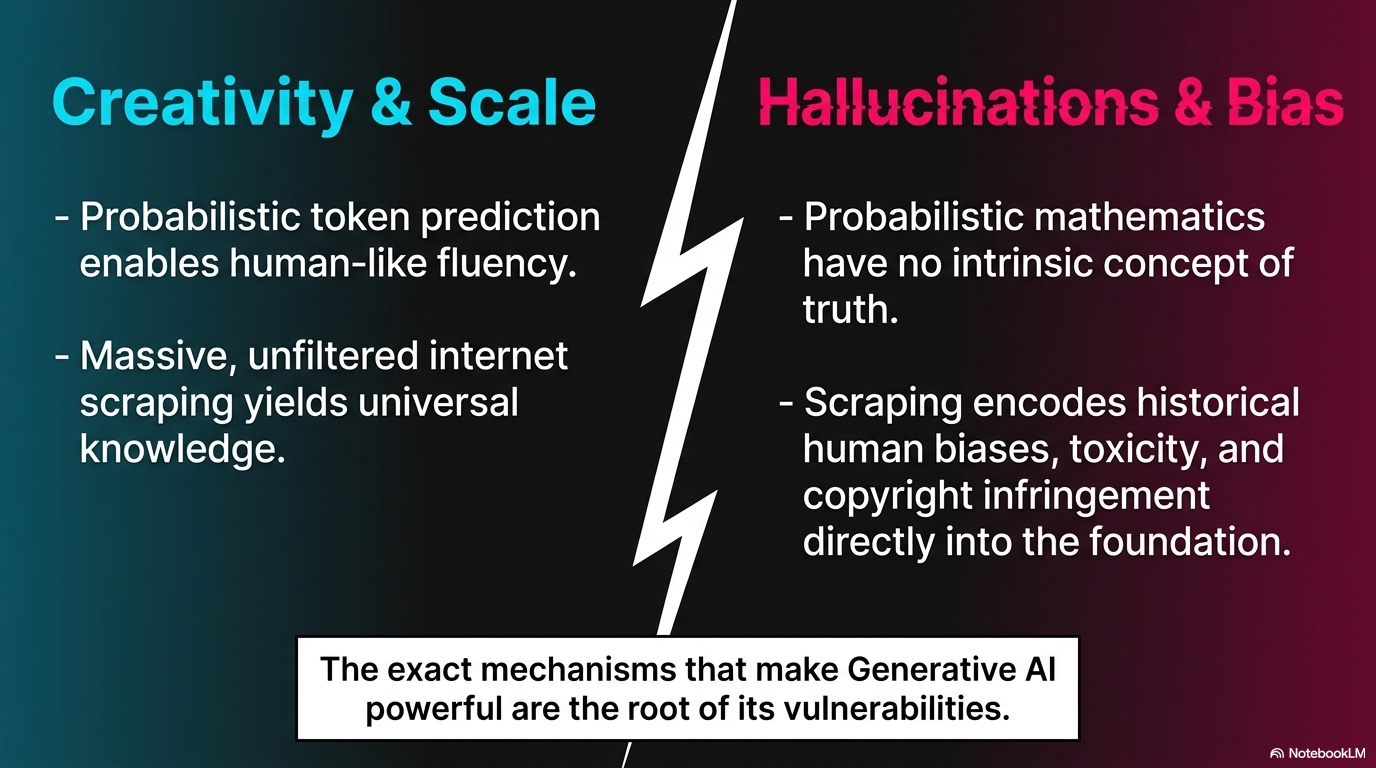 Creativity & Scale
- Probabilistic token prediction
enables human-like fluency.
- Massive, unfiltered internet
scraping yields universal
knowledge.
Hallucinations & Bias
- Probabilistic mathematics
have no intrinsic concept of
truth.
- Scraping encodes historical
human biases, toxicity, and
copyright infringement
directly into the foundation.
The exact mechanisms that make Generative AI
powerful are the root of its vulnerabilities.
NotebookLM